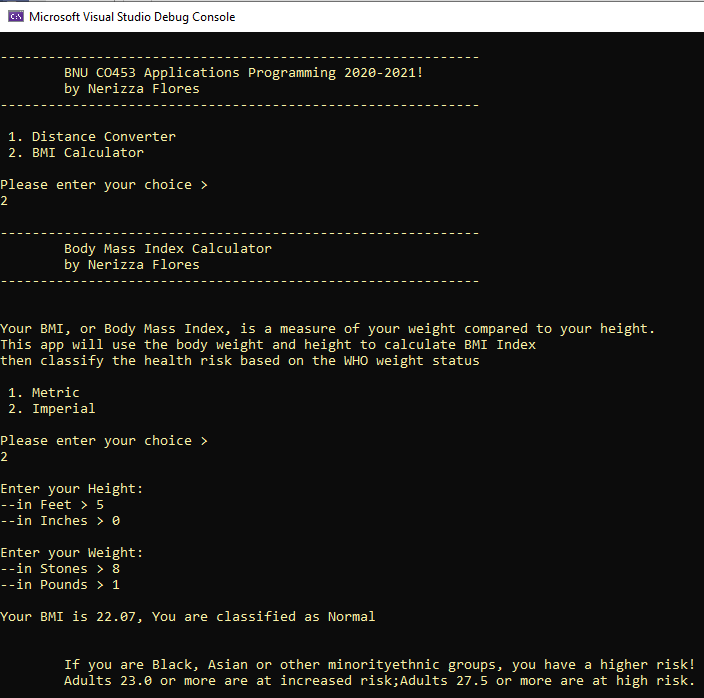 Microsoft Visual Studio Debug Console
------------------------------------------------------------
BNU CO453 Applications Programming 2020-2021!
by Nerizza Flores
------------------------------------------------------------
1. Distance Converter
2. BMI Calculator
Please enter your choice >
2
------------------------------------------------------------
Body Mass Index Calculator
by Nerizza Flores
------------------------------------------------------------
Your BMI, or Body Mass Index, is a measure of your weight compared to your height.
This app will use the body weight and height to calculate BMI Index
then classify the health risk based on the WHO weight status
1. Metric
2. Imperial
Please enter your choice >
2
Enter your Height:
--in Feet > 5
--in Inches > 0
Enter your Weight:
--in Stones > 8
--in Pounds > 1
Your BMI is 22.07, You are classified as Normal
If you are Black, Asian or other minorityethnic groups, you have a higher risk!
Adults 23.0 or more are at increased risk;Adults 27.5 or more are at high risk.